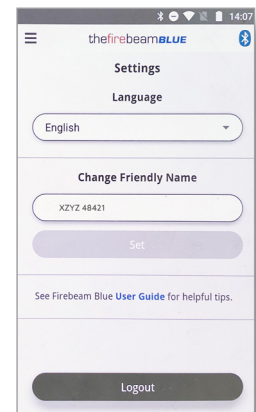 14:07
thefirebeamBLUE
Settings
Language
English
Change Friendly Name
XZYZ 48421
Set
See Firebeam Blue User Guide for helpful tips.
Logout